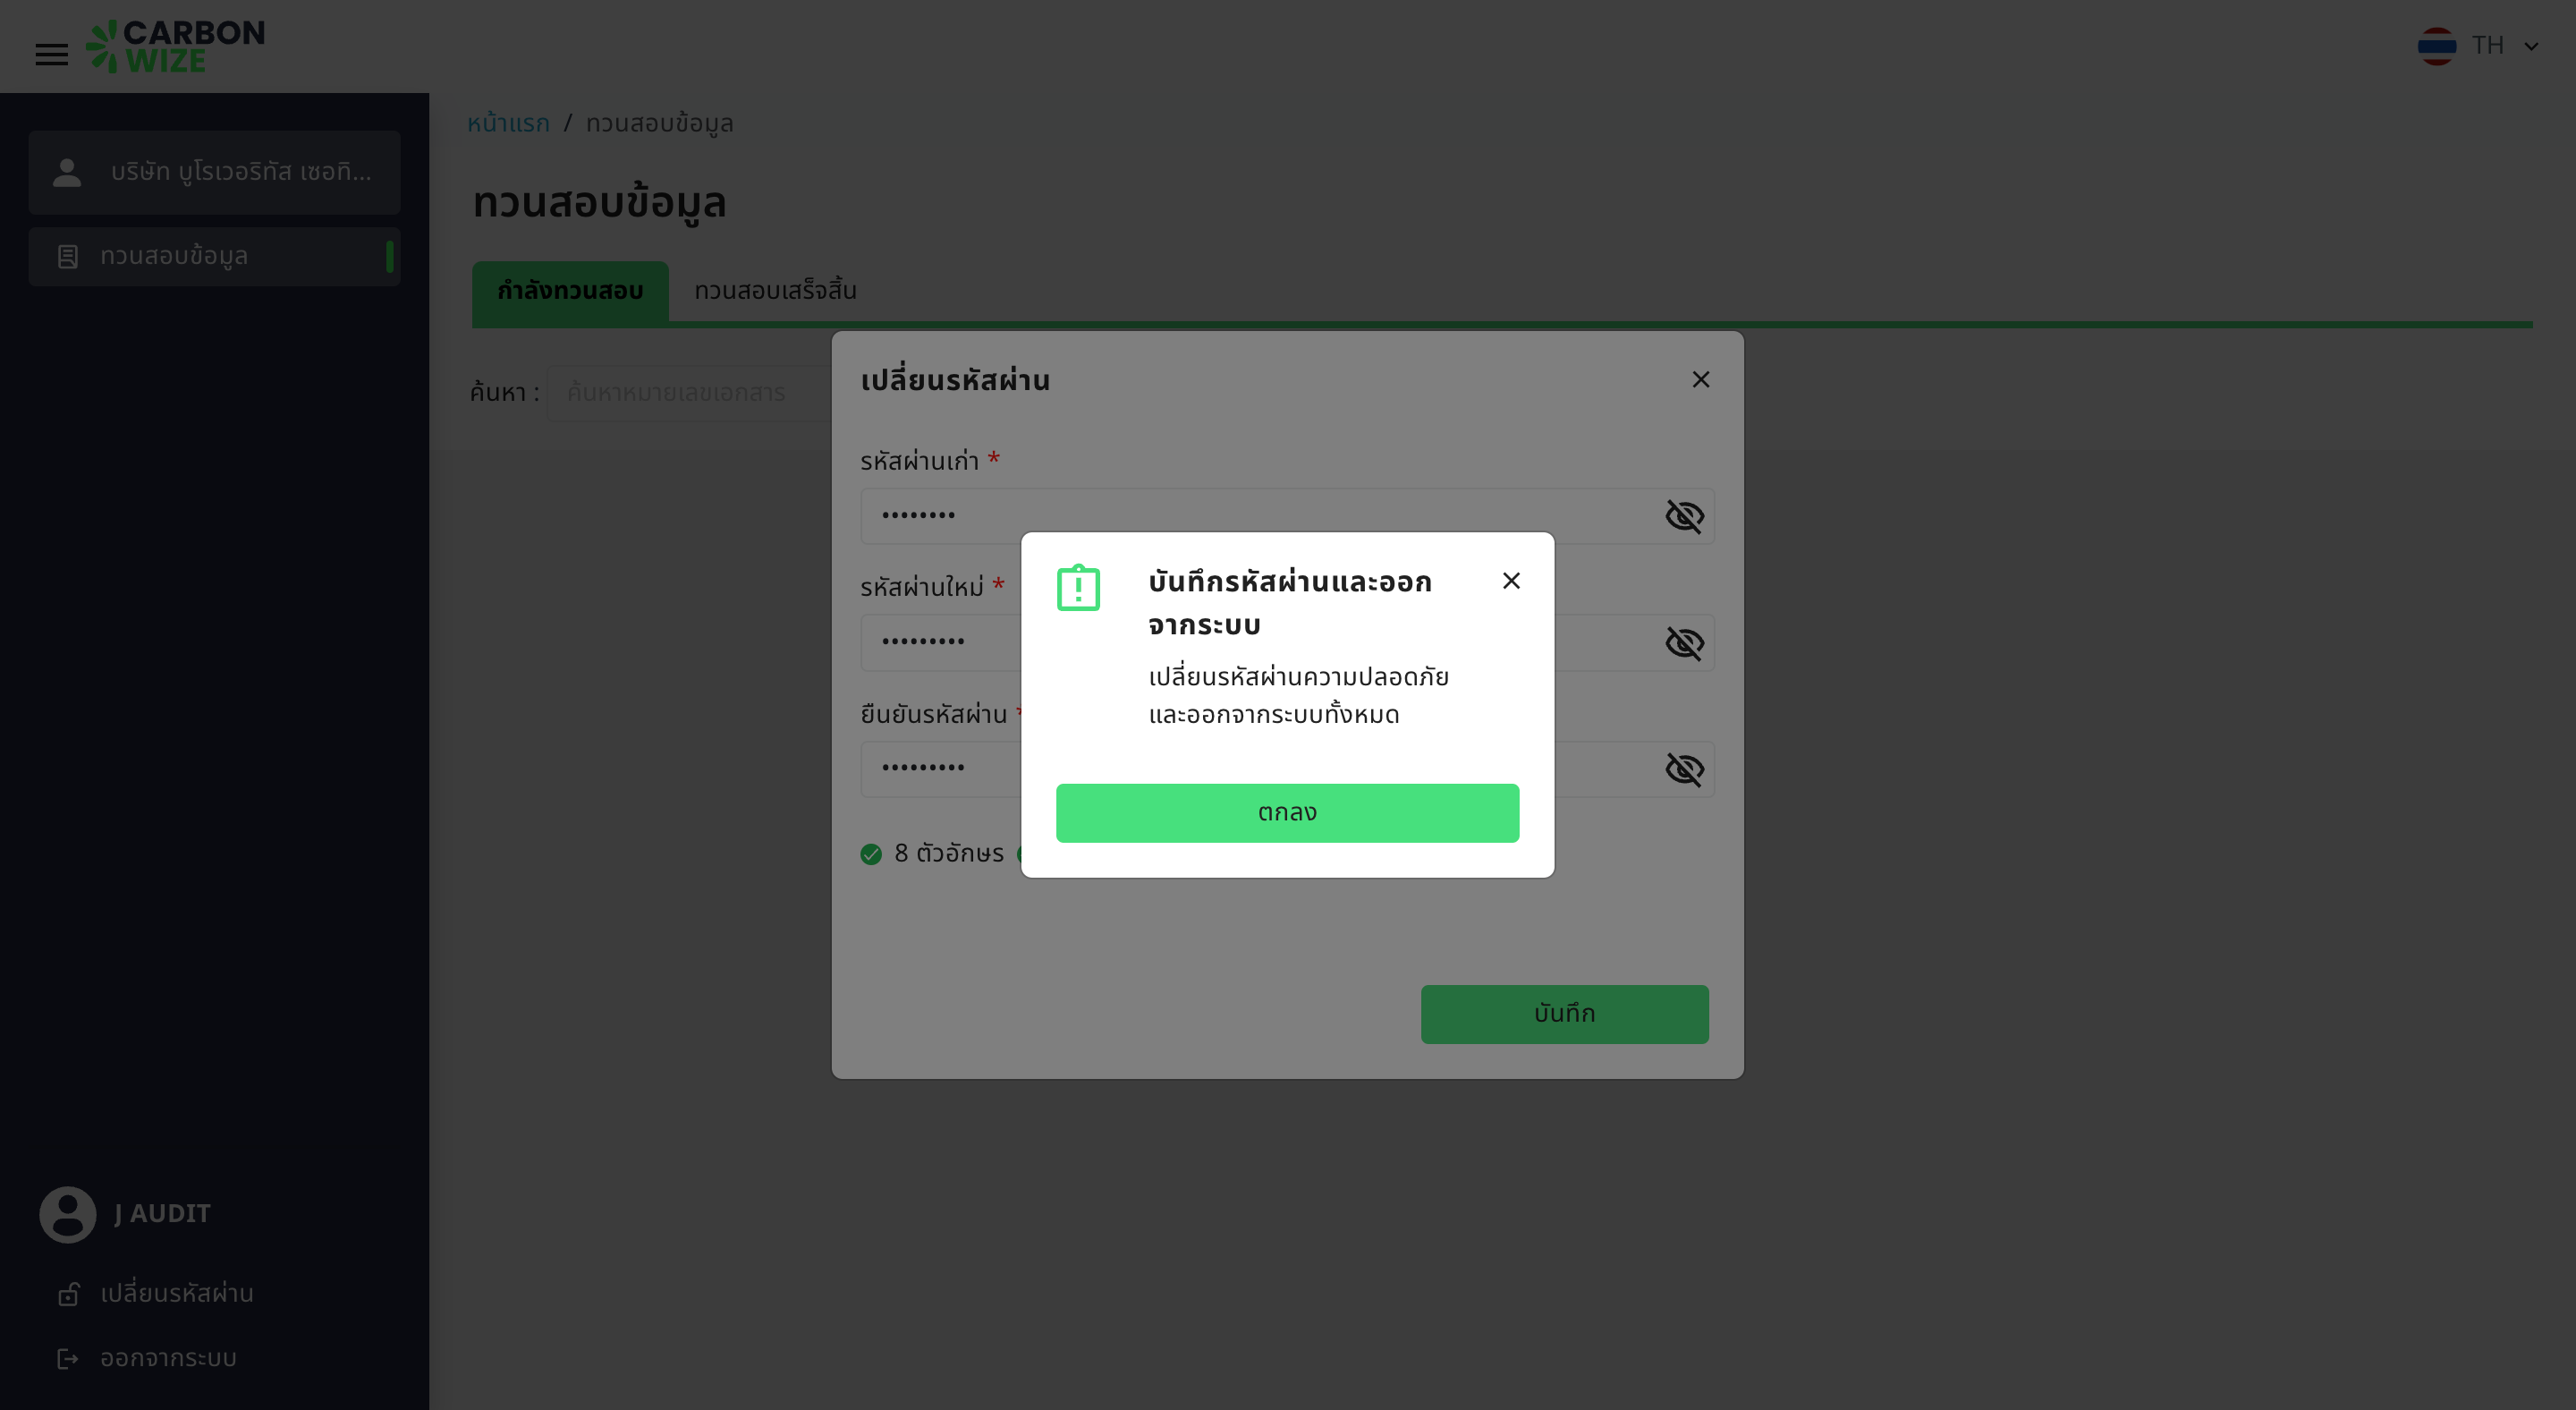 CARBON
WIZE
TH
บริษัท บูโรเวอริทัส เซอทิ...
ทวนสอบข้อมูล
หน้าแรก / ทวนสอบข้อมูล
ทวนสอบข้อมูล
กำลังทวนสอบ ทวนสอบเสร็จสิ้น
ค้นหา : ค้นหาหมายเลขเอกสาร
เปลี่ยนรหัสผ่าน
รหัสผ่านเก่า *
••••••••
รหัสผ่านใหม่ *
•••••••••
ยืนยันรหัสผ่าน *
•••••••••
8 ตัวอักษร
บันทึก
บันทึกรหัสผ่านและออก
จากระบบ
เปลี่ยนรหัสผ่านความปลอดภัย
และออกจากระบบทั้งหมด
ตกลง
J AUDIT
เปลี่ยนรหัสผ่าน
ออกจากระบบ